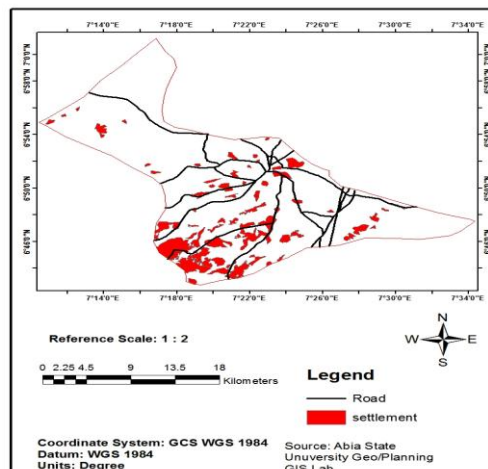 7°14'0"E 7°18'0"E 7°22'0"E 7°26'0"E 7°30'0"E 7°34'0"E
7°14'0"E 7°18'0"E 7°22'0"E 7°26'0"E 7°30'0"E 7°34'0"E
Reference Scale: 1 : 2
0 2.25 4.5 9 13.5 18
Kilometers
N
W E
S
Legend
Road
settlement
Coordinate System: GCS WGS 1984
Datum: WGS 1984
Units: Degree
Source: Abia State
Unuversity Geo/Planning
GIS Lab